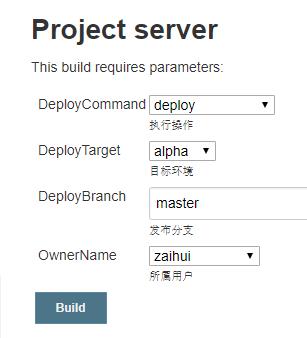 Project server
This build requires parameters:
DeployCommand deploy
执行操作
DeployTarget alpha
目标环境
DeployBranch master
发布分支
OwnerName zaihui
所属用户
Build